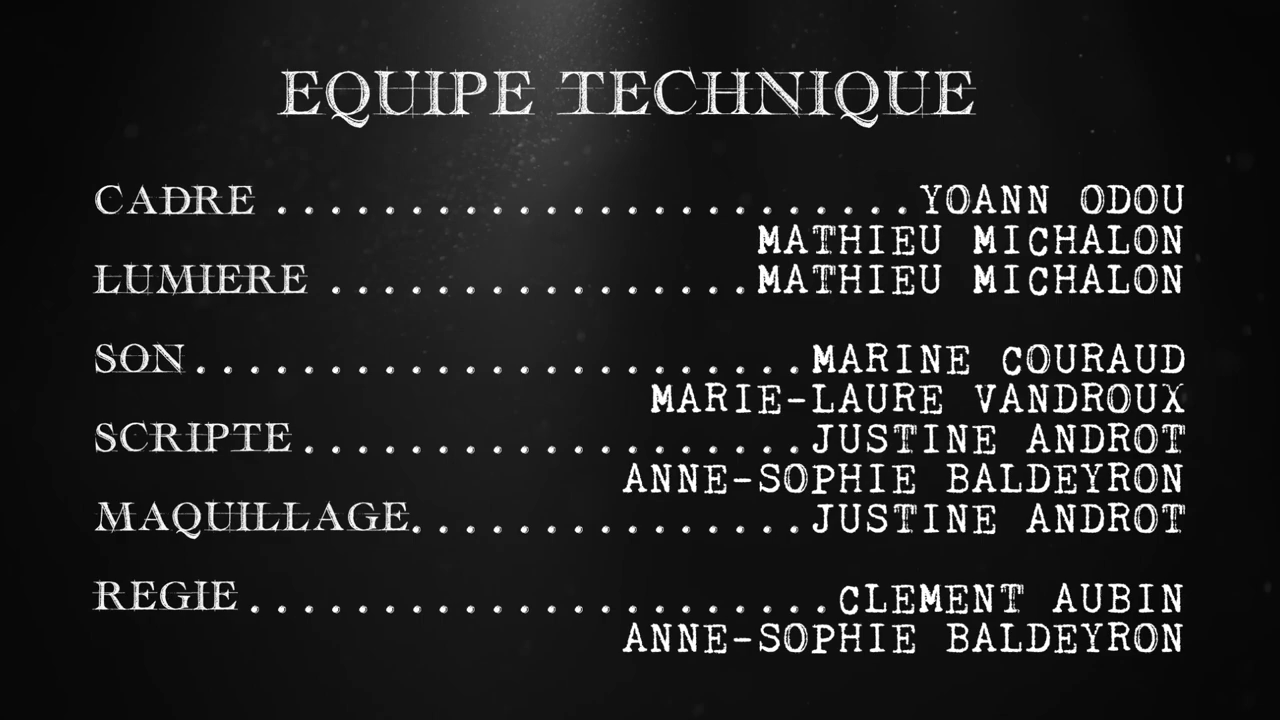 EQUIPE TECHNIQUE
CADRE . . . . . . . . . . . . . . . . . . . . . . . . YOANN ODOU
MATHIEU MICHALON
LUMIERE . . . . . . . . . . . . . . . . MATHIEU MICHALON
SON . . . . . . . . . . . . . . . . . . . . . . . MARINE COURAUD
MARIE-LAURE VANDROUX
SCRIPTE . . . . . . . . . . . . . . . . . . . JUSTINE ANDROT
ANNE-SOPHIE BALDEYRON
MAQUILLAGE . . . . . . . . . . . . . . . JUSTINE ANDROT
REGIE . . . . . . . . . . . . . . . . . . . . . . CLEMENT AUBIN
ANNE-SOPHIE BALDEYRON